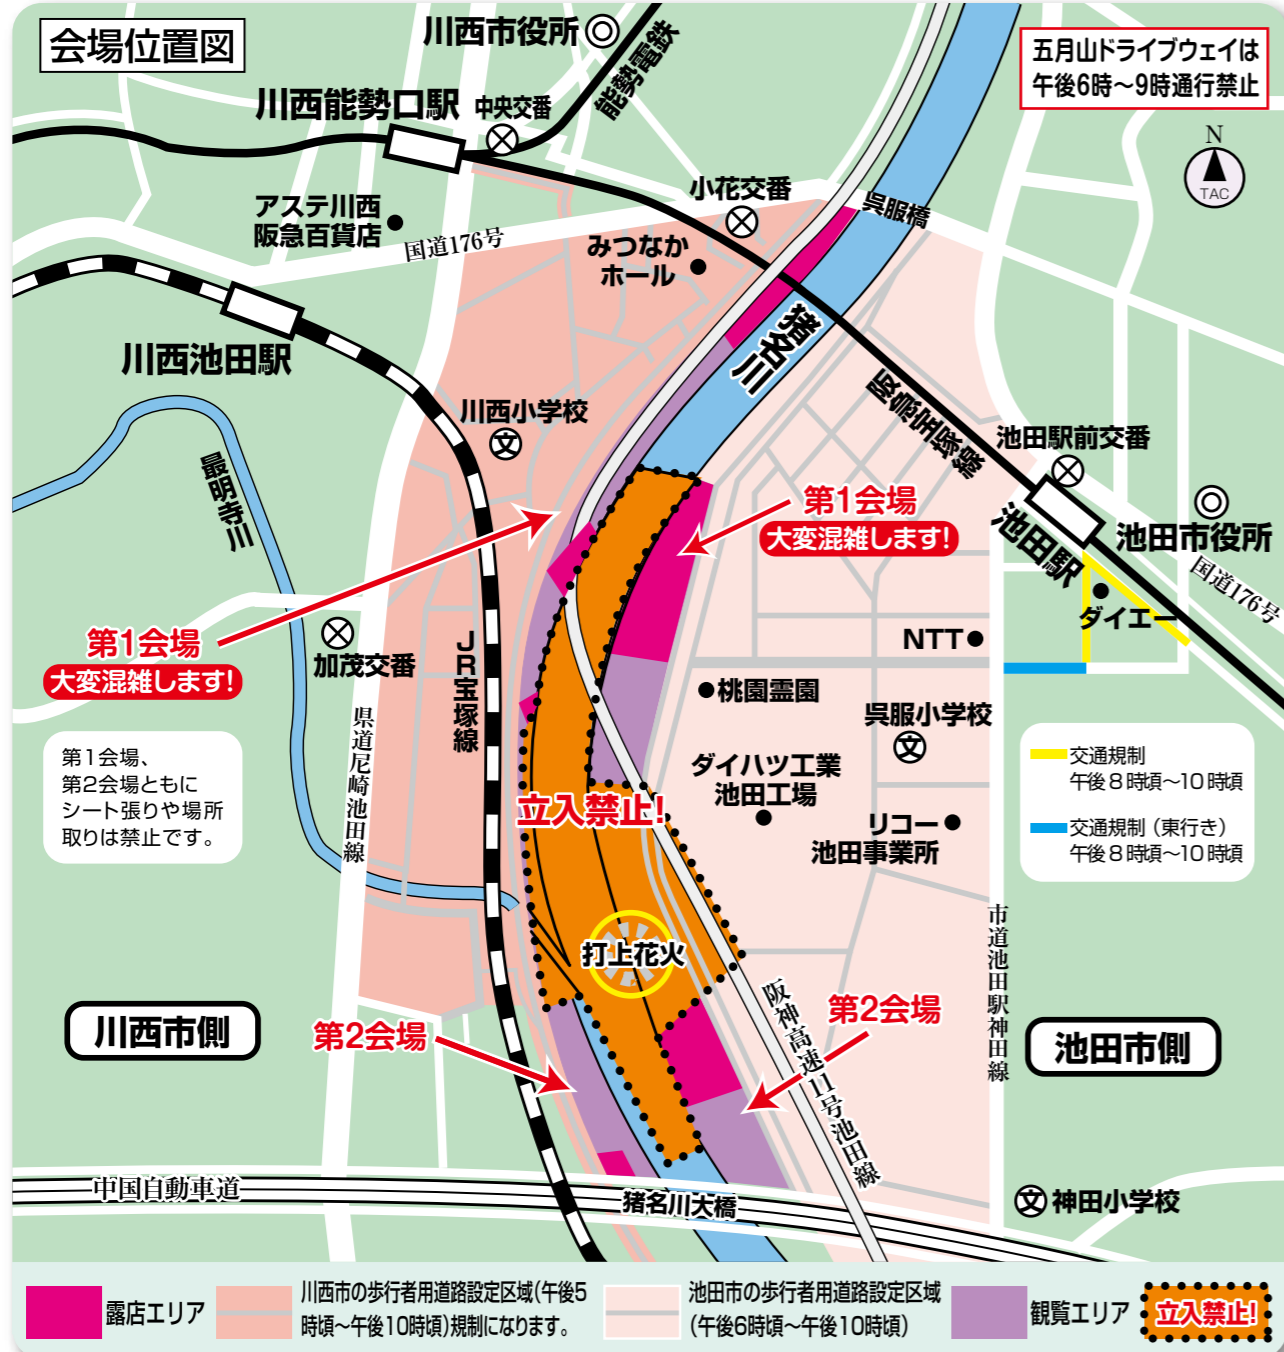 会場位置図
川西市役所
能勢電鉄
五月山ドライブウェイは
午後6時〜9時通行禁止
N
TAC
川西能勢口駅
中央交番
小花交番
呉服橋
アステ川西
阪急百貨店
国道176号
みつなか
ホール
猪名川
川西池田駅
阪急宝塚線
川西小学校
文
池田駅前交番
最明寺川
第1会場
大変混雑します!
池田駅
池田市役所
国道176号
ダイエー
第1会場
大変混雑します!
加茂交番
JR宝塚線
NTT
桃園霊園
呉服小学校
文
県道尼崎池田線
第1会場、
第2会場ともに
シート張りや場所
取りは禁止です。
ダイハツ工業
池田工場
立入禁止!
リコー
池田事業所
交通規制
午後8時頃〜10時頃
交通規制（東行き）
午後8時頃〜10時頃
打上花火
市道池田駅神田線
阪神高速11号池田線
川西市側
第2会場
第2会場
池田市側
中国自動車道
猪名川大橋
文
神田小学校
露店エリア
川西市の歩行者用道路設定区域(午後5
時頃〜午後10時頃)規制になります。
池田市の歩行者用道路設定区域
(午後6時頃〜午後10時頃)
観覧エリア
立入禁止!